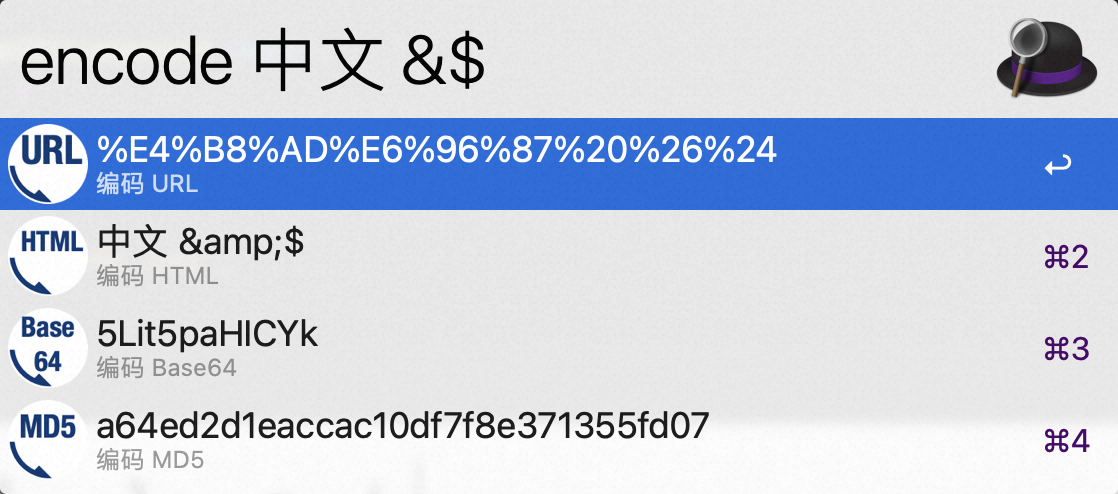 encode 中文 &$
URL
%E4%B8%AD%E6%96%87%20%26%24
编码 URL
↩
HTML
中文 &amp;$
编码 HTML
⌘2
Base
64
5Lit5paHICYk
编码 Base64
⌘3
MD5
a64ed2d1eaccac10df7f8e371355fd07
编码 MD5
⌘4